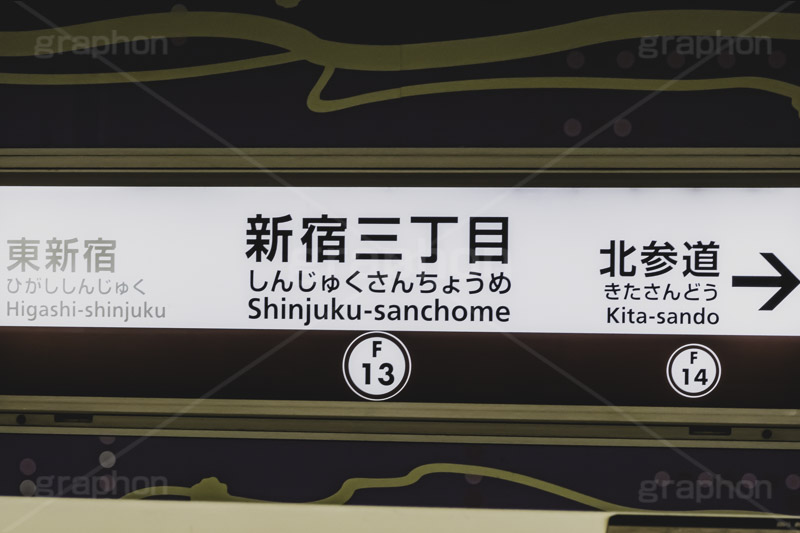 graphon graphon
東新宿
ひがししんじゅく
Higashi-shinjuku
新宿三丁目
しんじゅくさんちょうめ
Shinjuku-sanchome
北参道
きたさんどう
Kita-sando
F
13
F
14
graphon
graphon graphon